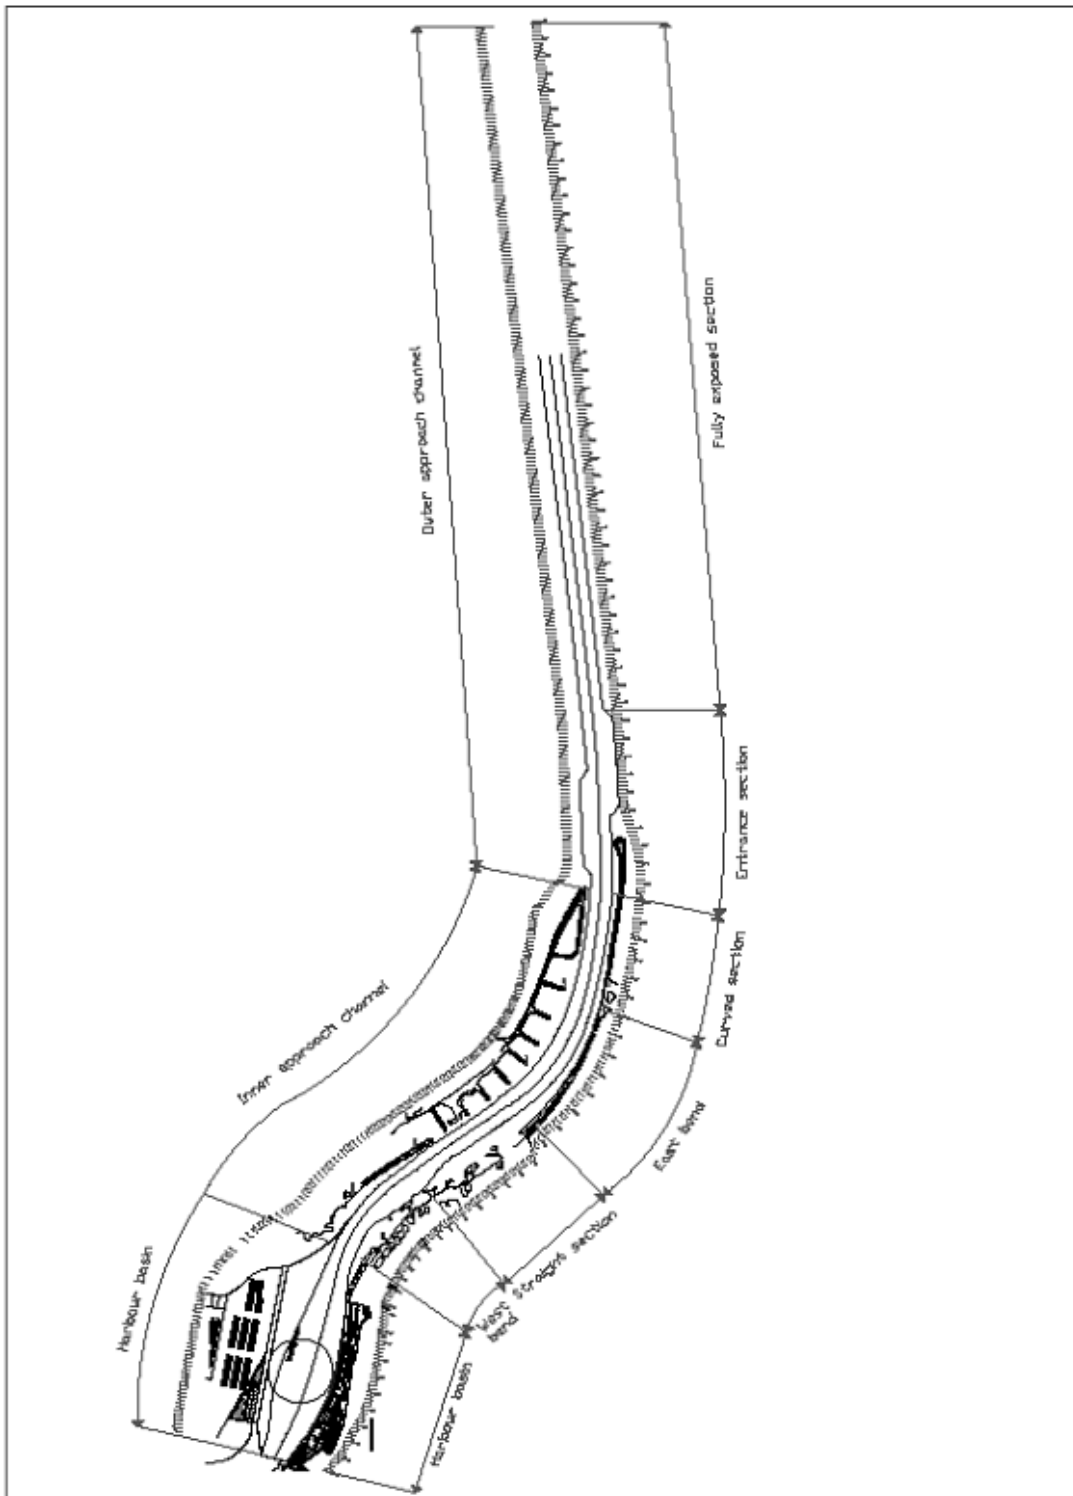 Outer approach channel
Fully exposed section
Entrance section
Curved section
Inner approach channel
East bend
Straight section
West
bend
Harbour basin
Harbour basin